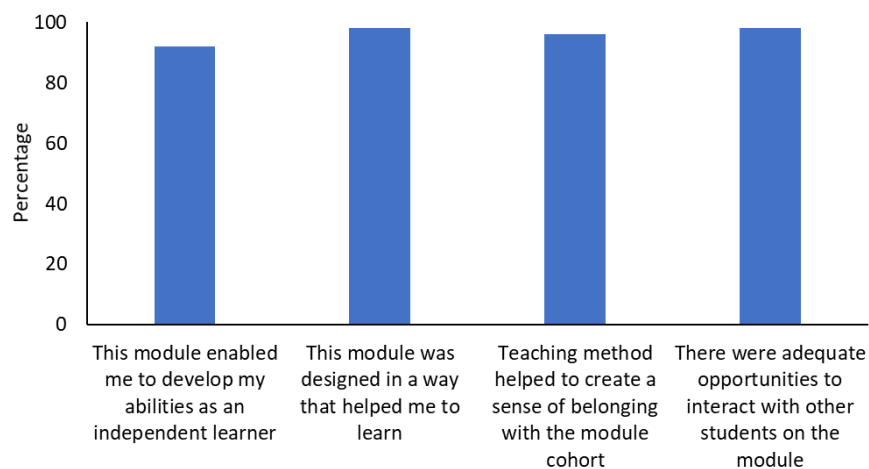 100
80
60
40
20
0
Percentage
This module enabled
me to develop my
abilities as an
independent learner
This module was
designed in a way
that helped me to
learn
Teaching method
helped to create a
sense of belonging
with the module
cohort
There were adequate
opportunities to
interact with other
students on the
module